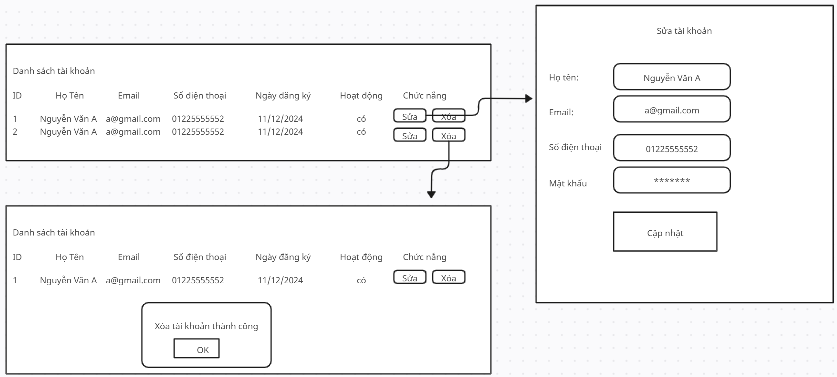 Danh sách tài khoản
ID Họ Tên Email Số điện thoại Ngày đăng ký Hoạt động Chức năng
1 Nguyễn Văn A a@gmail.com 01225555552 11/12/2024 có Sửa Xóa
2 Nguyễn Văn A a@gmail.com 01225555552 11/12/2024 có Sửa Xóa
Danh sách tài khoản
ID Họ Tên Email Số điện thoại Ngày đăng ký Hoạt động Chức năng
1 Nguyễn Văn A a@gmail.com 01225555552 11/12/2024 có Sửa Xóa
Xóa tài khoản thành công
OK
Sửa tài khoản
Họ tên: Nguyễn Văn A
Email: a@gmail.com
Số điện thoại 01225555552
Mật khẩu *******
Cập nhật